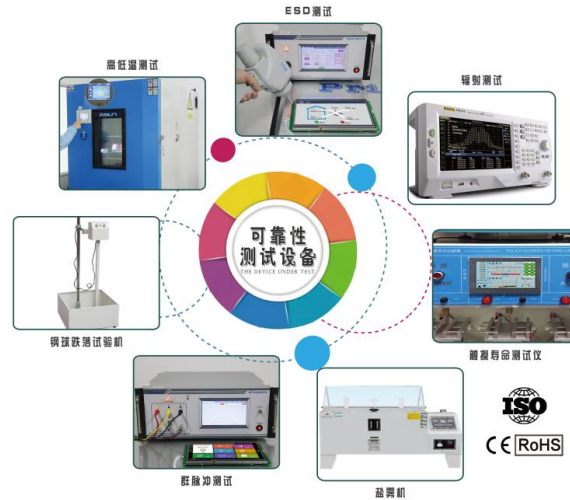 ESD测试
高低温测试
辐射测试
可靠性
测试设备
THE DEVICE UNDER TEST
钢球跌落试验机
触摸寿命测试仪
群脉冲测试
盐雾机
ISO
CE RoHS